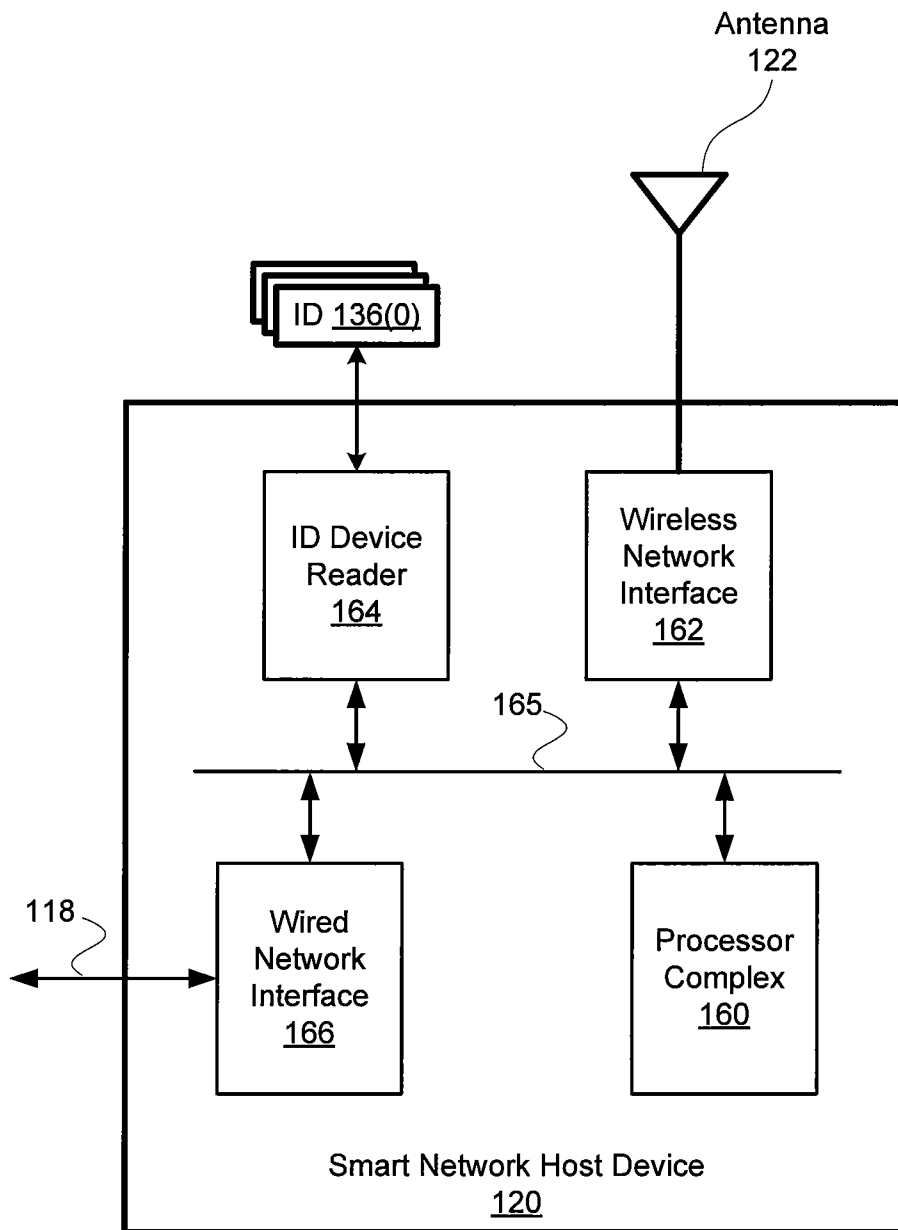 Antenna
122
ID 136(0)
ID Device
Reader
164
Wireless
Network
Interface
162
165
118
Wired
Network
Interface
166
Processor
Complex
160
Smart Network Host Device
120